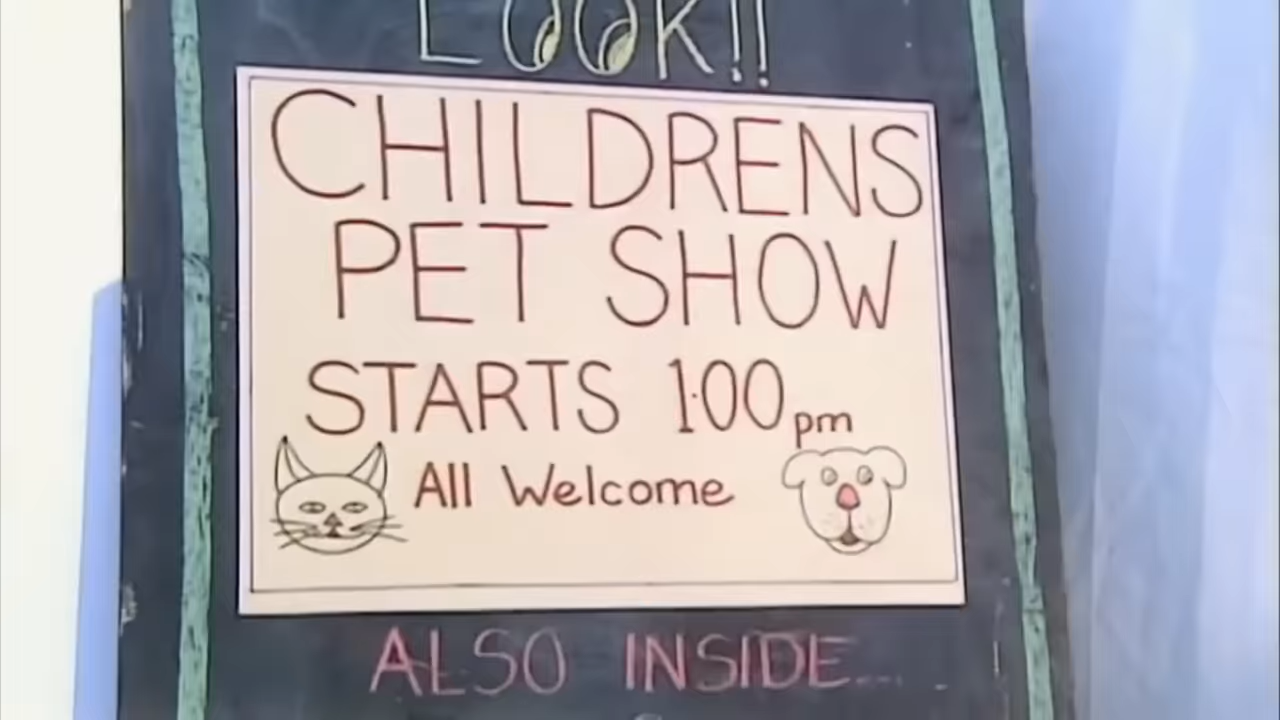 LOOK!!
CHILDRENS
PET SHOW
STARTS 1·00 pm
All Welcome
ALSO INSIDE...